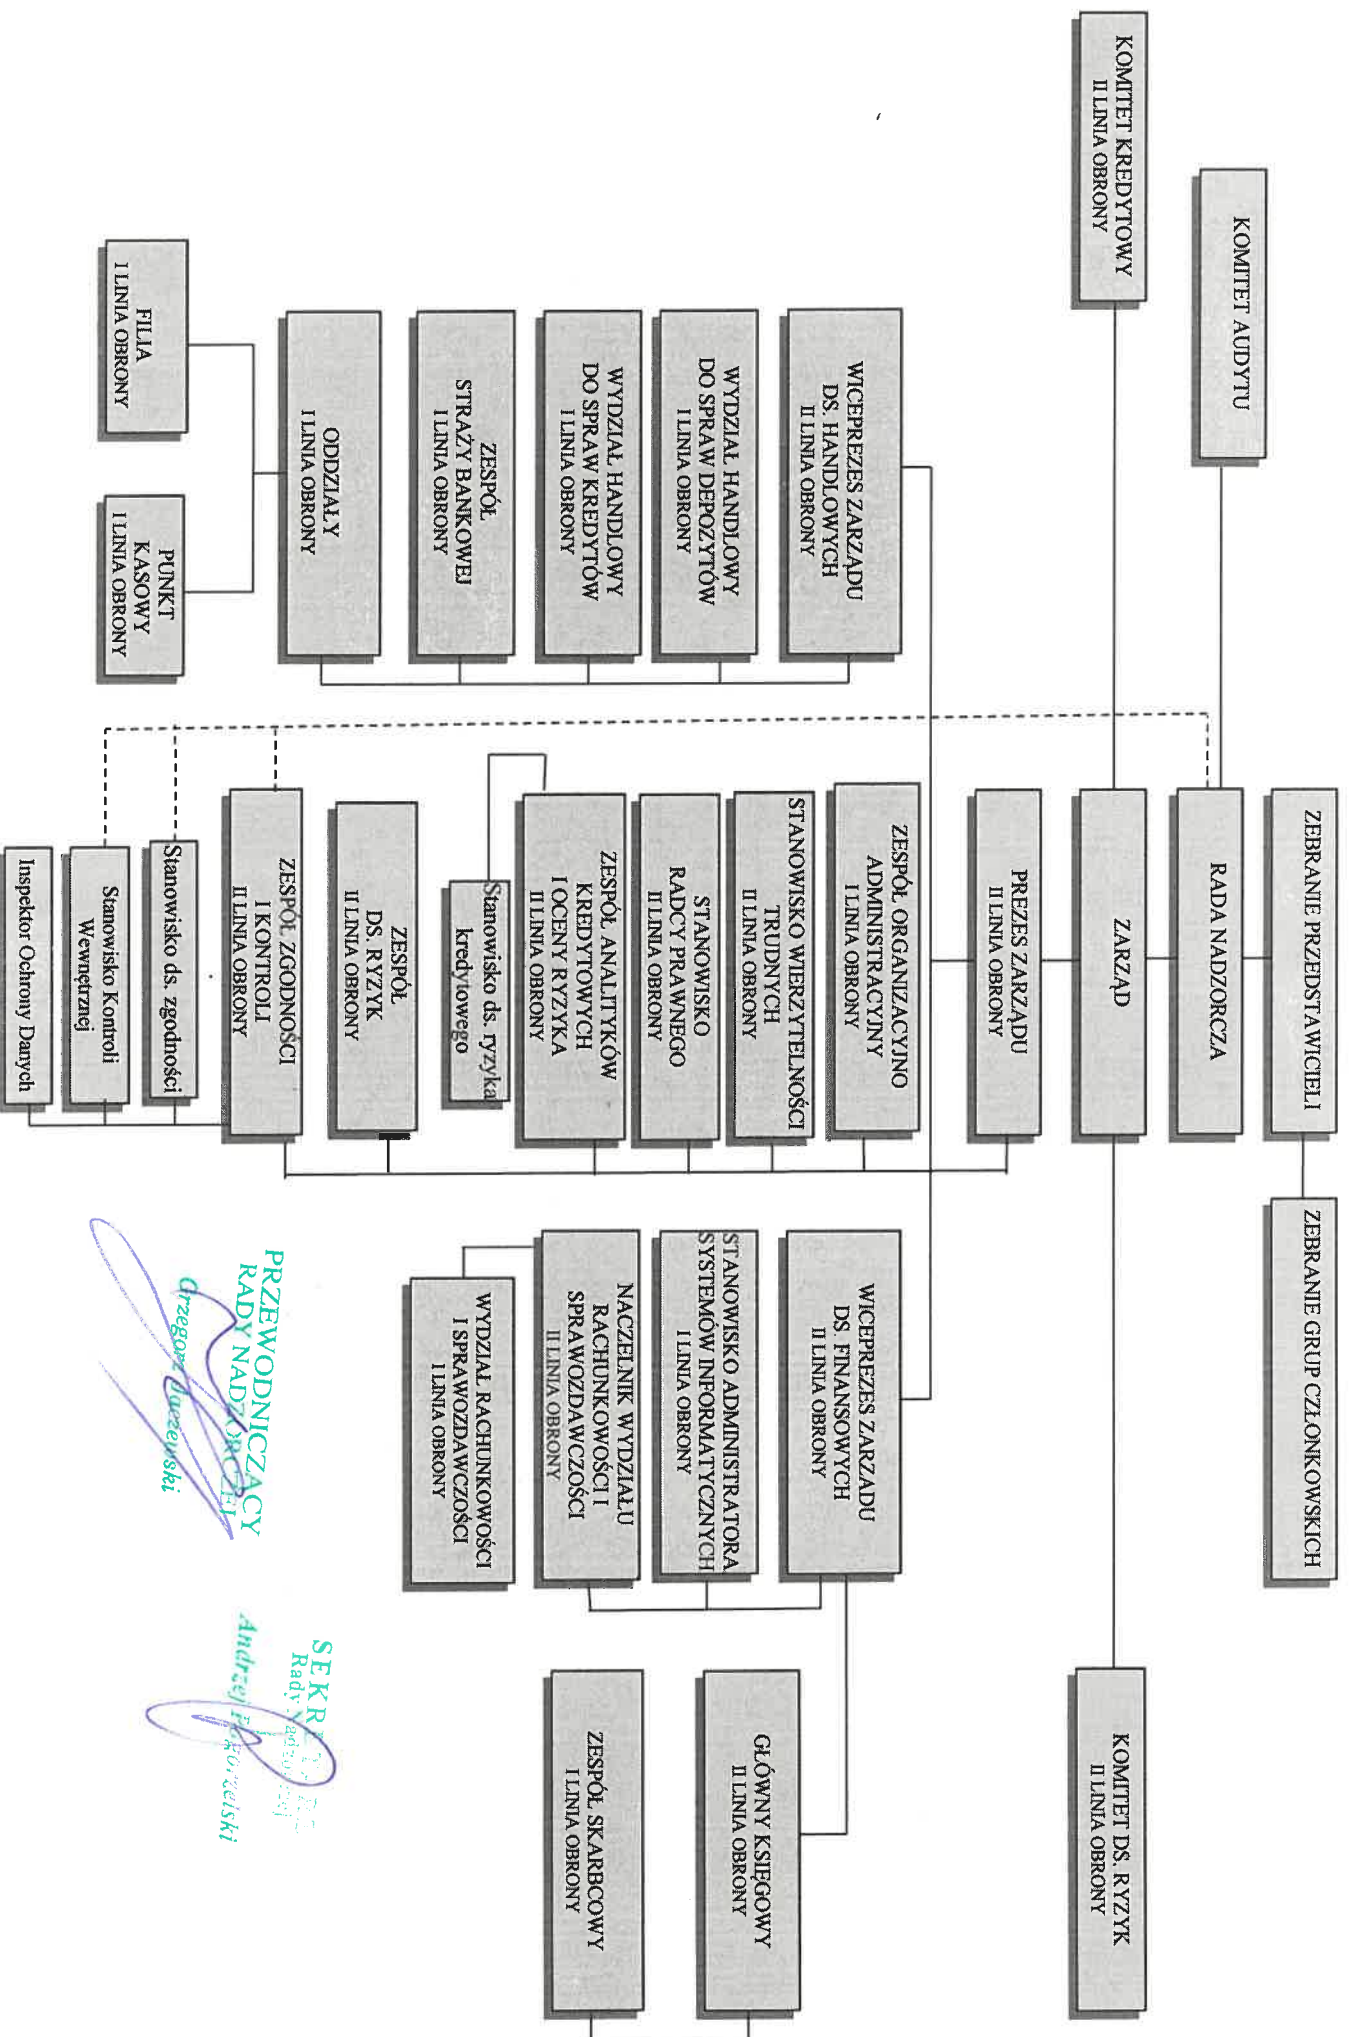 ZEBRANIE PRZEDSTAWICIELI
ZEBRANIE GRUP CZŁONKOWSKICH
KOMITET AUDYTU
RADA NADZORCZA
KOMITET KREDYTOWY
II LINIA OBRONY
ZARZĄD
KOMITET DS. RYZYK
II LINIA OBRONY
PREZES ZARZĄDU
II LINIA OBRONY
WICEPREZES ZARZĄDU
DS. HANDLOWYCH
II LINIA OBRONY
WYDZIAŁ HANDLOWY
DO SPRAW DEPOZYTÓW
I LINIA OBRONY
WYDZIAŁ HANDLOWY
DO SPRAW KREDYTÓW
I LINIA OBRONY
ZESPÓŁ
STRAŻY BANKOWEJ
I LINIA OBRONY
ODDZIAŁY
I LINIA OBRONY
FILIA
I LINIA OBRONY
PUNKT
KASOWY
I LINIA OBRONY
ZESPÓŁ ORGANIZACYJNO
ADMINISTRACYJNY
I LINIA OBRONY
STANOWISKO WIERZYTELNOŚCI
TRUDNYCH
II LINIA OBRONY
STANOWISKO
RADCY PRAWNEGO
II LINIA OBRONY
ZESPÓŁ ANALITYKÓW
KREDYTOWYCH
I OCENY RYZYKA
II LINIA OBRONY
Stanowisko ds. ryzyka
kredytowego
ZESPÓŁ
DS. RYZYK
II LINIA OBRONY
ZESPÓŁ ZGODNOŚCI
I KONTROLI
II LINIA OBRONY
Stanowisko ds. zgodności
Stanowisko Kontroli
Wewnętrznej
Inspektor Ochrony Danych
WICEPREZES ZARZADU
DS. FINANSOWYCH
II LINIA OBRONY
STANOWISKO ADMINISTRATORA
SYSTEMÓW INFORMATYCZNYCH
I LINIA OBRONY
NACZELNIK WYDZIAŁU
RACHUNKOWOŚCI I
SPRAWOZDAWCZOŚCI
II LINIA OBRONY
WYDZIAŁ RACHUNKOWOŚCI
I SPRAWOZDAWCZOŚCI
I LINIA OBRONY
GŁÓWNY KSIĘGOWY
II LINIA OBRONY
ZESPÓŁ SKARBCOWY
I LINIA OBRONY
PRZEWODNICZĄCY
RADY NADZORCZEJ
Grzegorz
Rady Nadzorczej
Andrzej